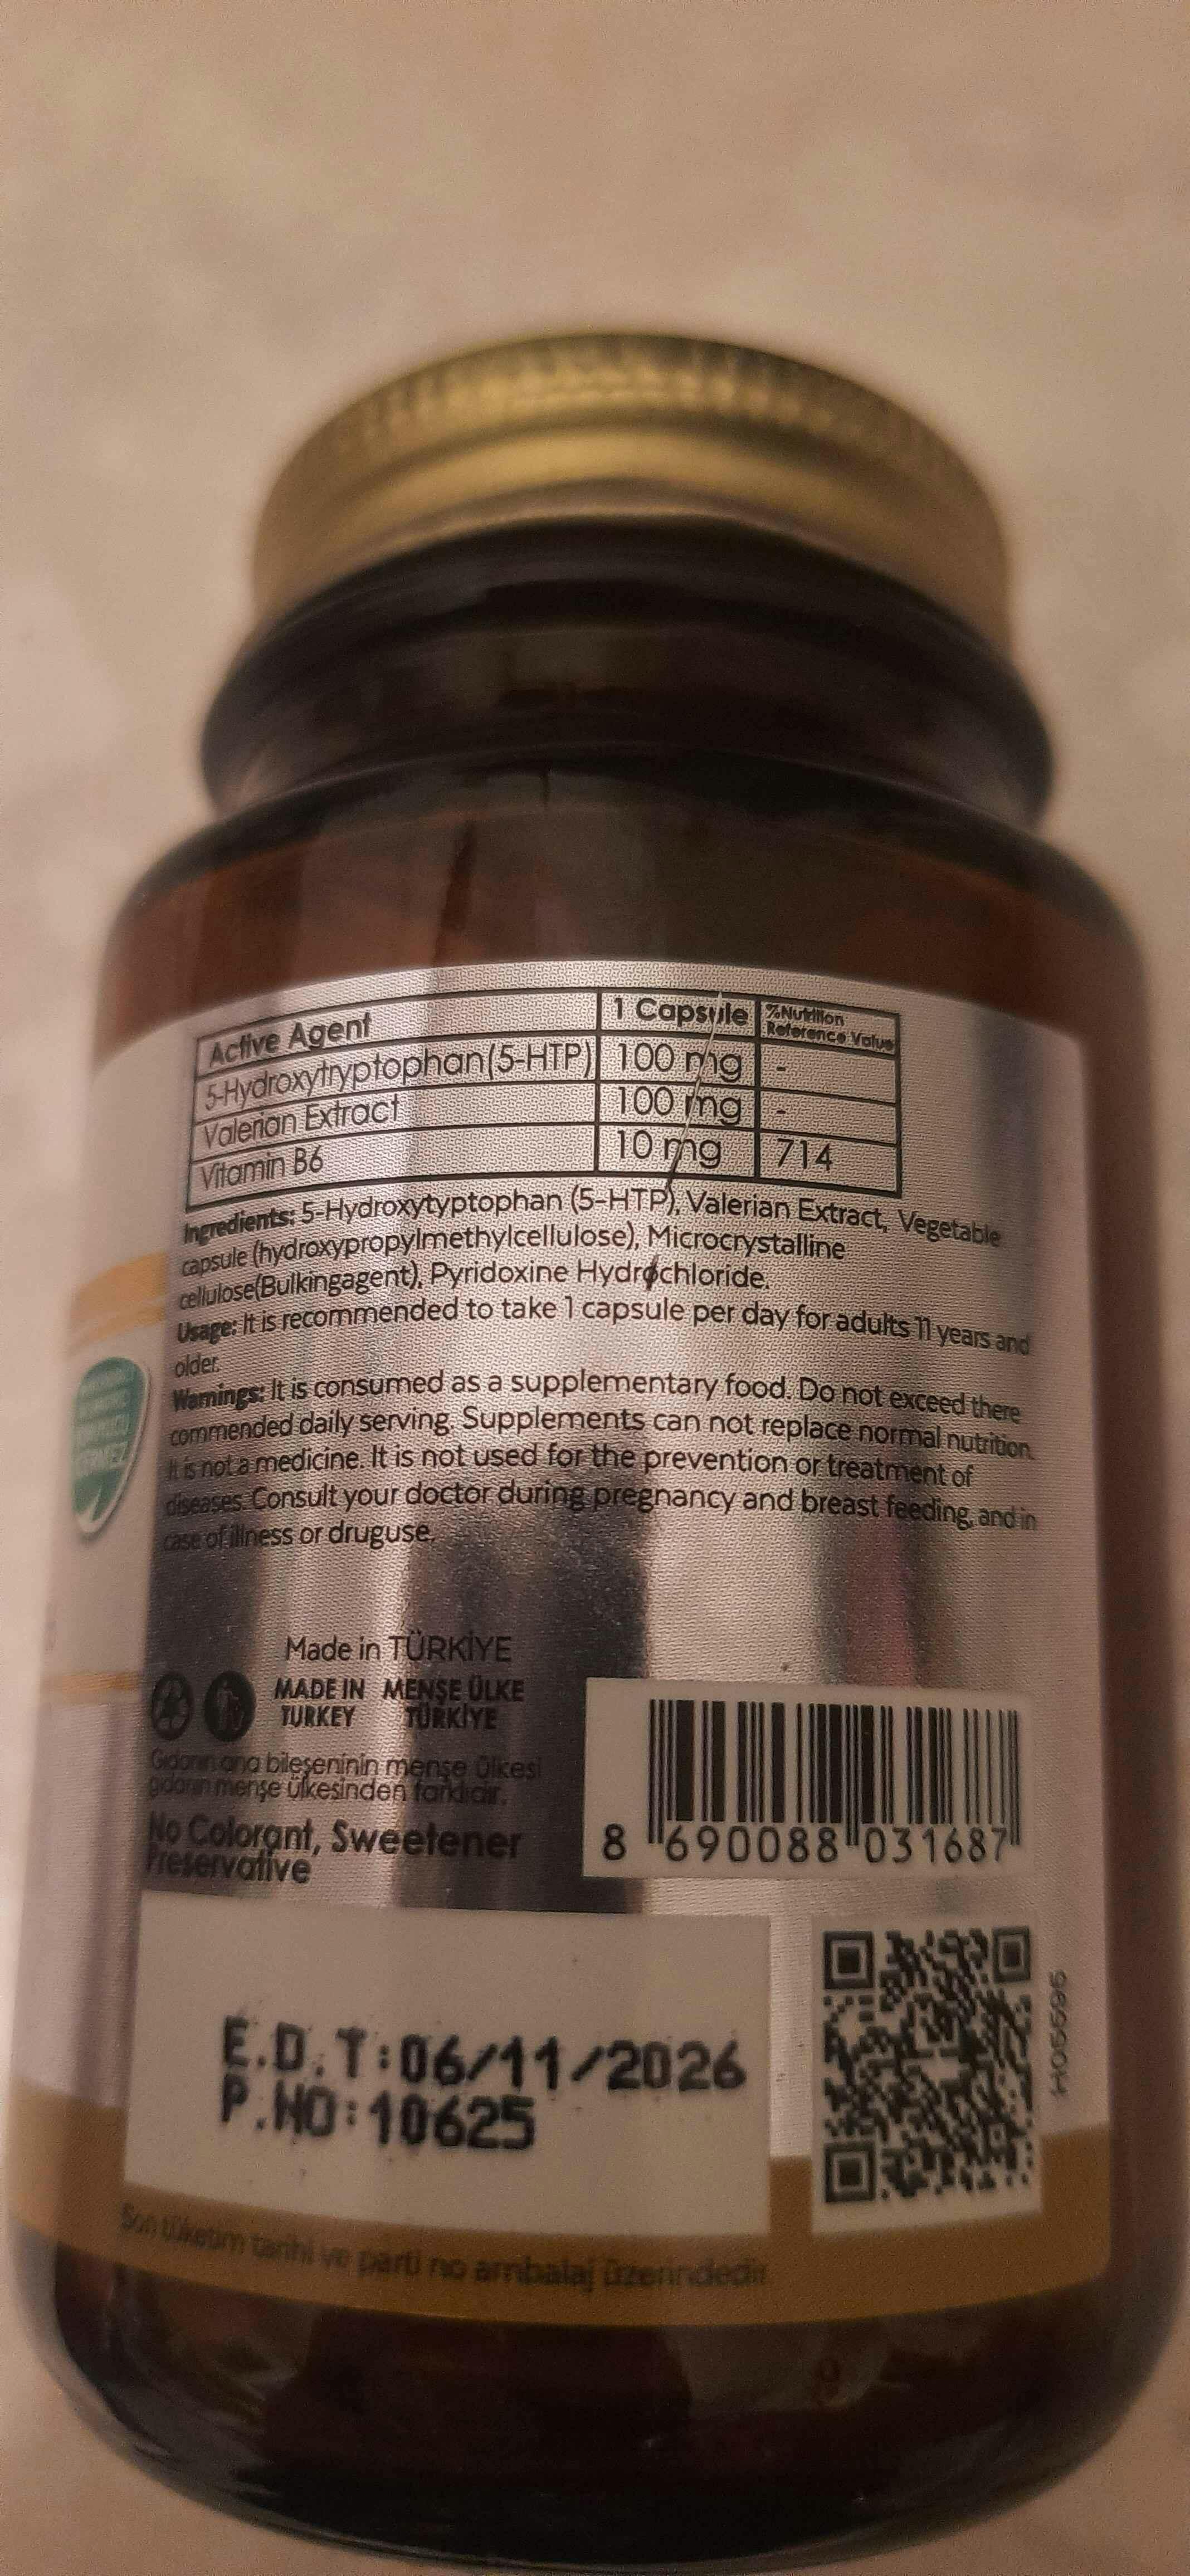 Active Agent 1 Capsule %Nutrition Reference Value
5-Hydroxytryptophan(5-HTP) 100 mg -
Valerian Extract 100 mg -
Vitamin B6 10 mg 714
Ingredients: 5-Hydroxytyptophan (5-HTP), Valerian Extract, Vegetable
capsule (hydroxypropylmethylcellulose), Microcrystalline
cellulose(Bulkingagent), Pyridoxine Hydrochloride.
Usage: It is recommended to take 1 capsule per day for adults 11 years and
older.
Warnings: It is consumed as a supplementary food. Do not exceed there
commended daily serving. Supplements can not replace normal nutrition.
It is not a medicine. It is not used for the prevention or treatment of
diseases. Consult your doctor during pregnancy and breast feeding, and in
case of illness or druguse.
Made in TÜRKİYE
MADE IN MENŞE ÜLKE
TURKEY TÜRKİYE
Gıdanın ana bileşeninin menşe ülkesi
gıdanın menşe ülkesinden farklıdır.
No Colorant, Sweetener
Preservative
8 690088 031687
E.D.T:06/11/2026
P.NO:10625
H05595
Son tüketim tarihi ve parti no ambalaj üzerindedir